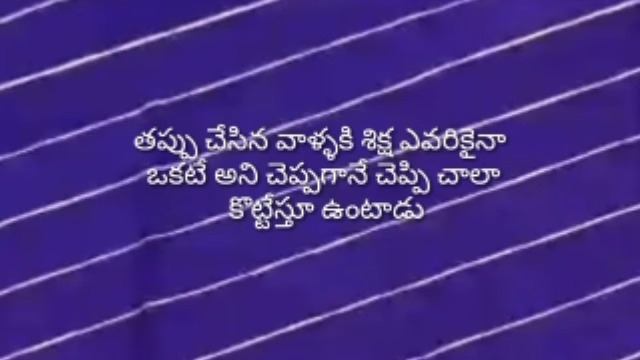 తప్పు చేసిన వాళ్ళకి శిక్ష ఎవరికైనా
ఒకటే అని చెప్పగానే చెప్పి చాలా
కొట్టేస్తూ ఉంటాడు